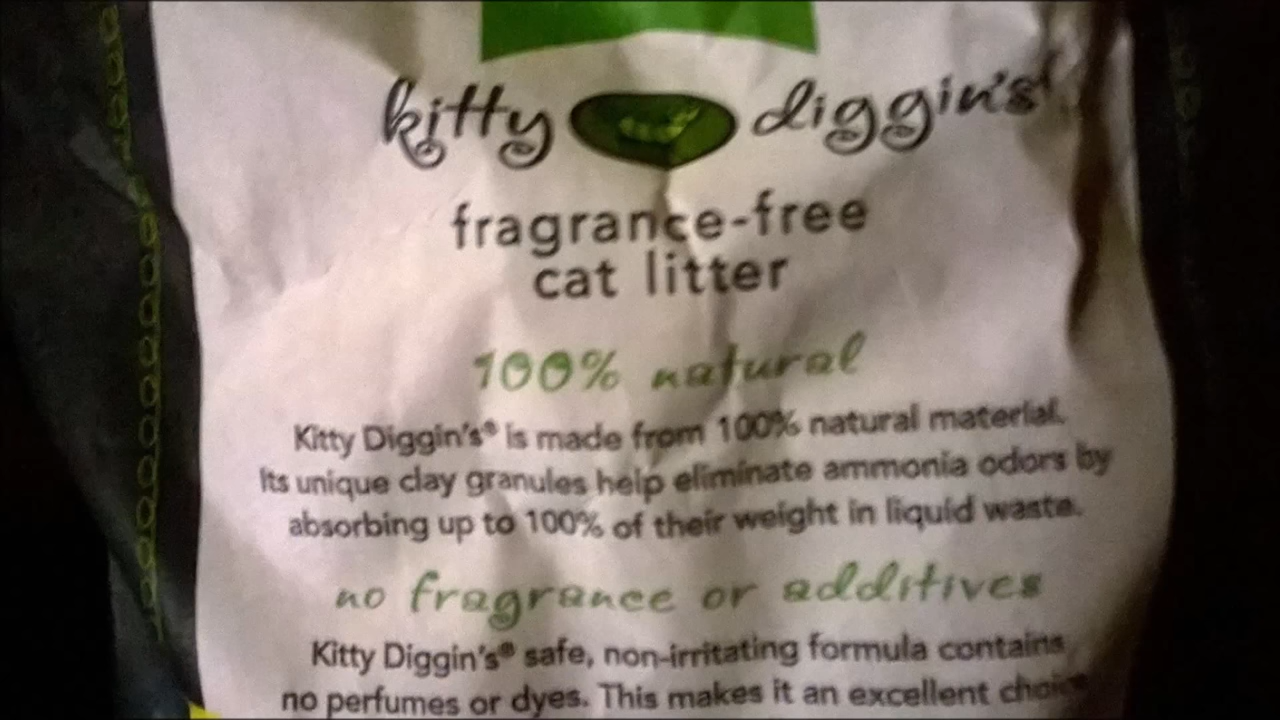 kitty diggin's
fragrance-free
cat litter
100% natural
Kitty Diggin's® is made from 100% natural material.
Its unique clay granules help eliminate ammonia odors by
absorbing up to 100% of their weight in liquid waste.
no fragrance or additives
Kitty Diggin's® safe, non-irritating formula contains
no perfumes or dyes. This makes it an excellent